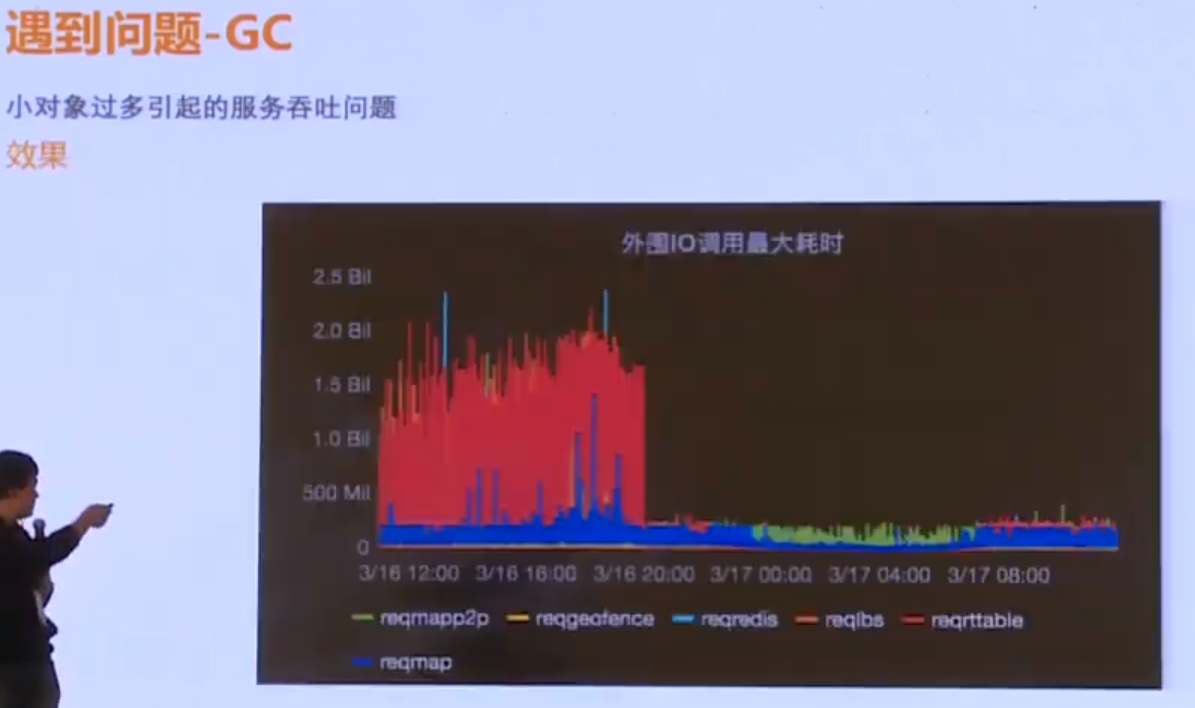 遇到问题-GC
小对象过多引起的服务吞吐问题
效果
外围IO调用最大耗时
2.5 Bil
2.0 Bil
1.5 Bil
1.0 Bil
500 Mil
0
3/16 12:00 3/16 16:00 3/16 20:00 3/17 00:00 3/17 04:00 3/17 08:00
reqmapp2p reqgeofence reqredis reqlbs reqrttable
reqmap